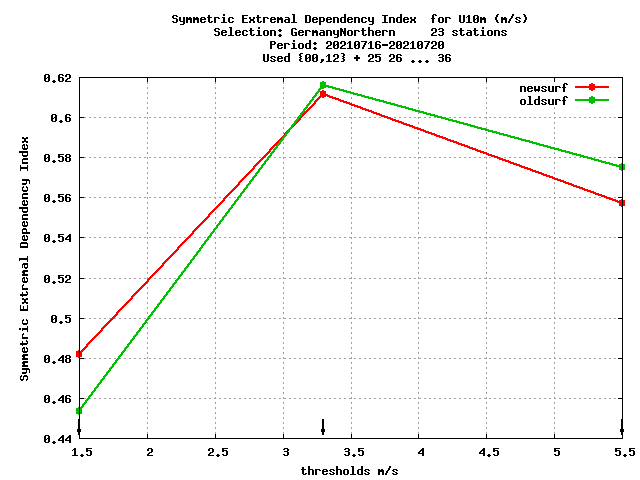 Symmetric Extremal Dependency Index  for U10m (m/s)
Selection: GermanyNorthern     23 stations
Period: 20210716-20210720
Used {00,12} + 25 26 ... 36
newsurf
oldsurf
Symmetric Extremal Dependency Index
0.62
0.6
0.58
0.56
0.54
0.52
0.5
0.48
0.46
0.44
1.5 2 2.5 3 3.5 4 4.5 5 5.5
thresholds m/s